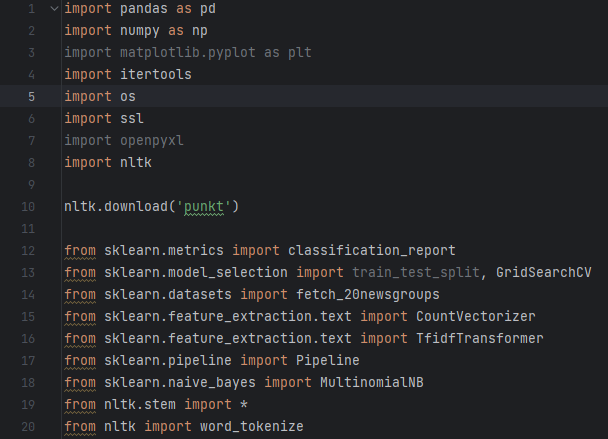 1 import pandas as pd
2 import numpy as np
3 import matplotlib.pyplot as plt
4 import itertools
5 import os
6 import ssl
7 import openpyxl
8 import nltk
9
10 nltk.download('punkt')
11
12 from sklearn.metrics import classification_report
13 from sklearn.model_selection import train_test_split, GridSearchCV
14 from sklearn.datasets import fetch_20newsgroups
15 from sklearn.feature_extraction.text import CountVectorizer
16 from sklearn.feature_extraction.text import TfidfTransformer
17 from sklearn.pipeline import Pipeline
18 from sklearn.naive_bayes import MultinomialNB
19 from nltk.stem import *
20 from nltk import word_tokenize